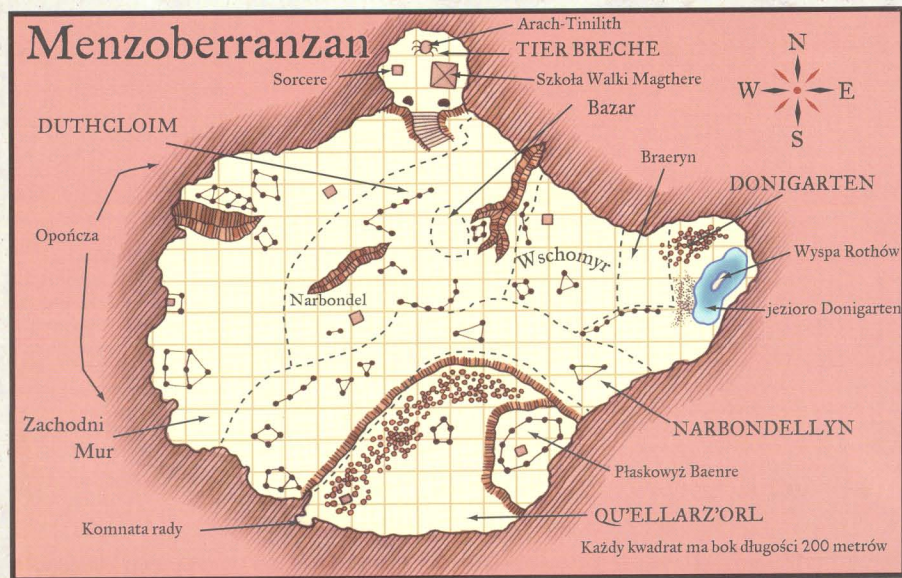 Menzoberranzan
Arach-Tinilith
TIER BRECHE
Sorcere
Szkoła Walki Magthere
Bazar
N
W
E
S
DUTHCLOIM
Braeryn
DONIGARTEN
Opończa
Wyspa Rothów
Wschomyr
Narbondel
jezioro Donigarten
Zachodni
Mur
NARBONDELLYN
Płaskowyż Baenre
Komnata rady
QU'ELLARZ'ORL
Każdy kwadrat ma bok długości 200 metrów